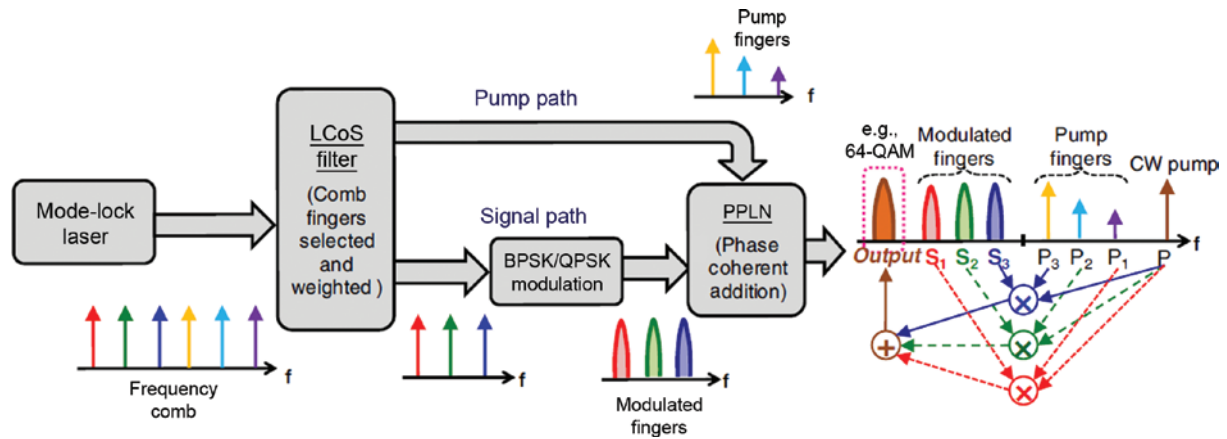 Mode-lock
laser
f
Frequency
comb
LCoS
filter
(Comb
fingers
selected
and
weighted )
Pump path
Signal path
f
BPSK/QPSK
modulation
f
Modulated
fingers
Pump
fingers
f
PPLN
(Phase
coherent
addition)
e.g.,
64-QAM
Modulated
fingers
Pump
fingers
CW pump
f
Output S₁ S₂ S₃ P₃ P₂ P₁ P
×
×
×
+